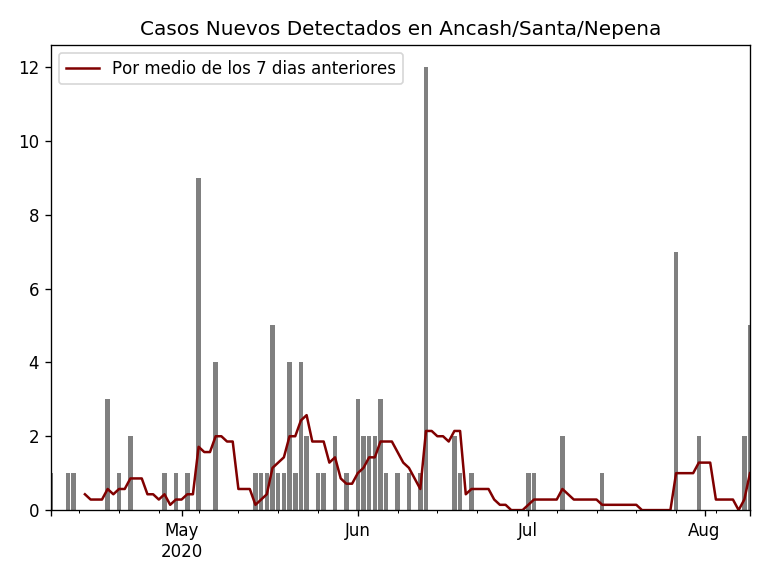 Casos Nuevos Detectados en Ancash/Santa/Nepena
Por medio de los 7 dias anteriores
12
10
8
6
4
2
0
May Jun Jul Aug
2020